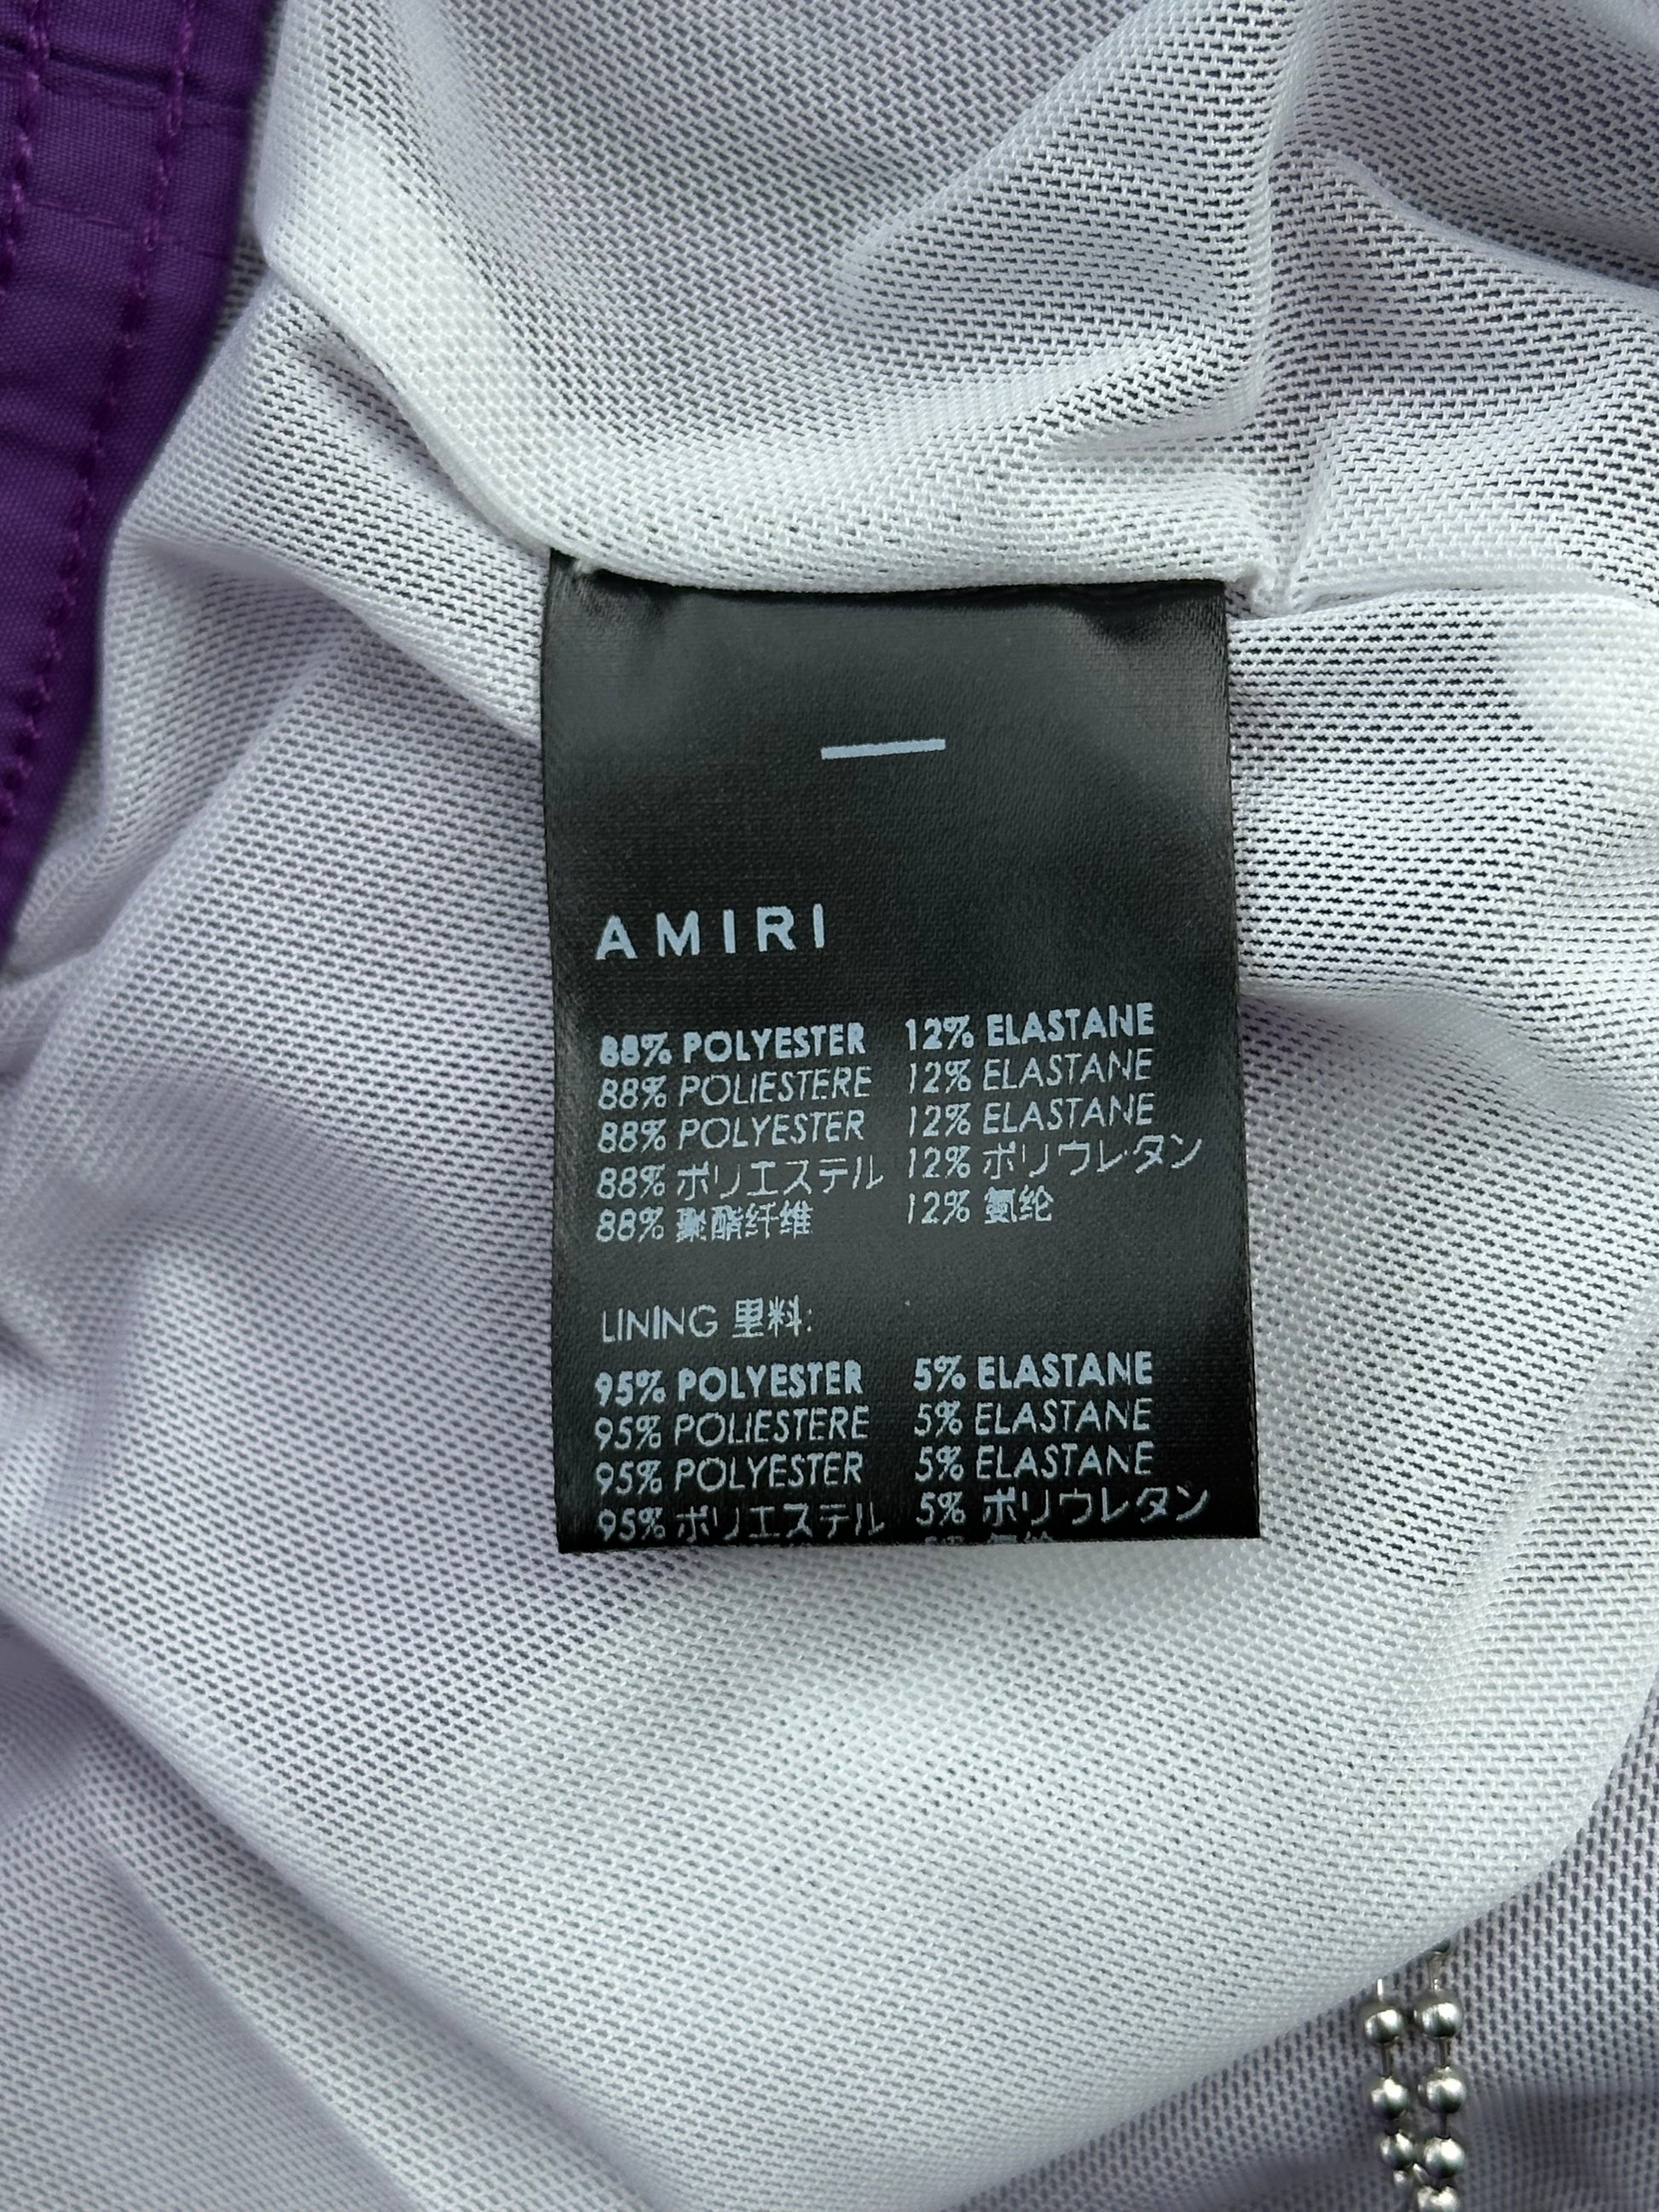 AMIRI
88% POLYESTER 12% ELASTANE
88% POLIESTERE 12% ELASTANE
88% POLYESTER 12% ELASTANE
88% ポリエステル 12% ポリウレタン
88% 聚酯纤维 12% 氨纶
LINING 里料:
95% POLYESTER 5% ELASTANE
95% POLIESTERE 5% ELASTANE
95% POLYESTER 5% ELASTANE
95% ポリエステル 5% ポリウレタン